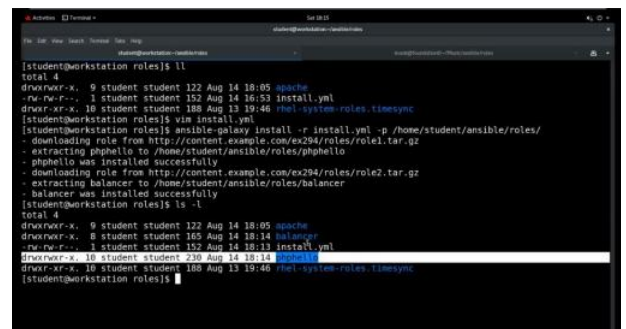 Activities Terminal Sat 18:15
student@workstation:~/ansible/roles
File Edit View Search Terminal Tabs Help
student@workstation:~/ansible/roles
[student@workstation roles]$ ll
total 4
drwxrwxr-x. 9 student student 122 Aug 14 18:05 apache
-rw-rw-r--. 1 student student 152 Aug 14 16:53 install.yml
drwxr-xr-x. 10 student student 188 Aug 13 19:46 rhel-system-roles.timesync
[student@workstation roles]$ vim install.yml
[student@workstation roles]$ ansible-galaxy install -r install.yml -p /home/student/ansible/roles/
- downloading role from http://content.example.com/ex294/roles/role1.tar.gz
- extracting phphello to /home/student/ansible/roles/phphello
- phphello was installed successfully
- downloading role from http://content.example.com/ex294/roles/role2.tar.gz
- extracting balancer to /home/student/ansible/roles/balancer
- balancer was installed successfully
[student@workstation roles]$ ls -l
total 4
drwxrwxr-x. 9 student student 122 Aug 14 18:05 apache
drwxrwxr-x. 8 student student 165 Aug 14 18:14 balancer
-rw-rw-r--. 1 student student 152 Aug 14 18:13 install.yml
drwxrwxr-x. 10 student student 230 Aug 14 18:14 phphello
drwxr-xr-x. 10 student student 188 Aug 13 19:46 rhel-system-roles.timesync
[student@workstation roles]$